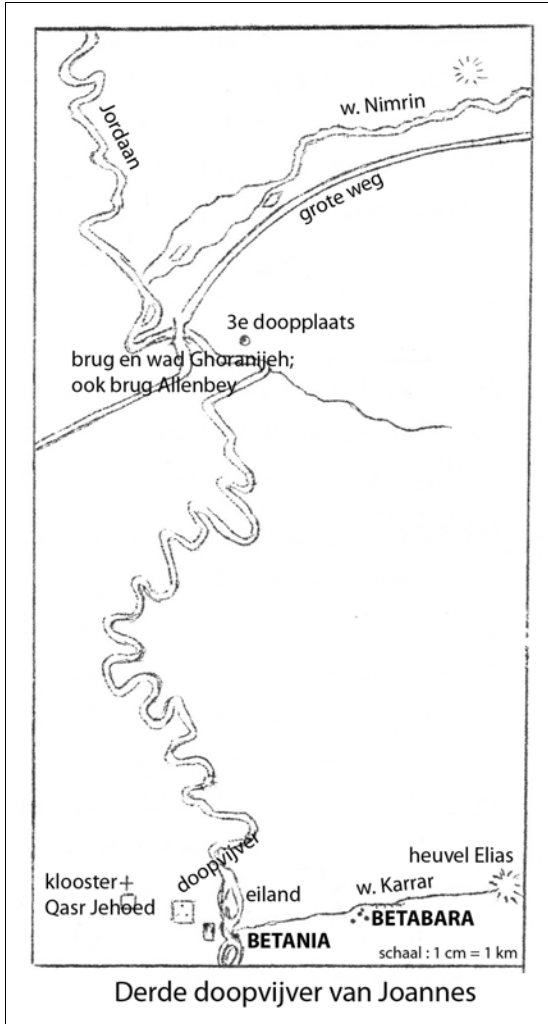 Jordaan
w. Nimrin
grote weg
3e doopplaats
brug en wad Ghoranijeh;
ook brug Allenbey
doopvijver
heuvel Elias
klooster
Qasr Jehoed
eiland
w. Karrar
BETABARA
BETANIA
schaal : 1 cm = 1 km
Derde doopvijver van Joannes